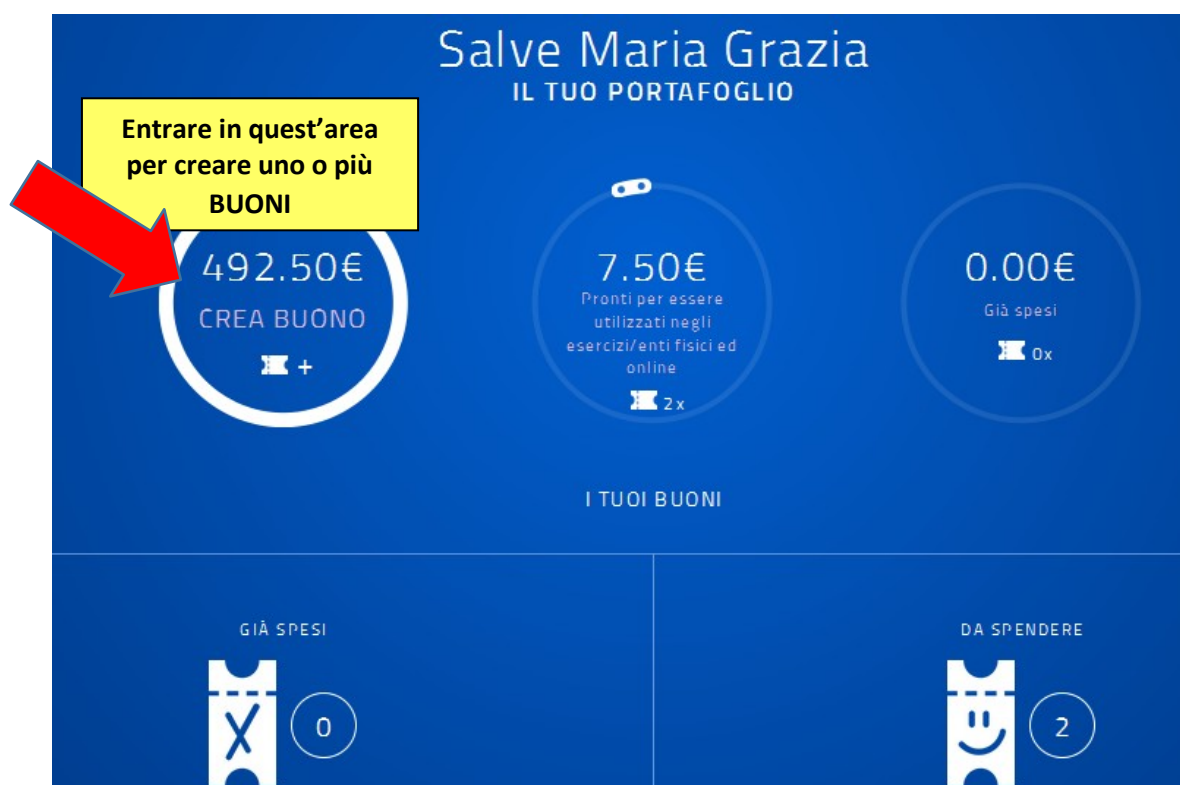 Salve Maria Grazia
IL TUO PORTAFOGLIO
Entrare in quest’area
per creare uno o più
BUONI
492.50€
CREA BUONO
+
7.50€
Pronti per essere
utilizzati negli
esercizi/enti fisici ed
online
2x
0.00€
Già spesi
0x
I TUOI BUONI
GIÀ SPESI
0
DA SPENDERE
2